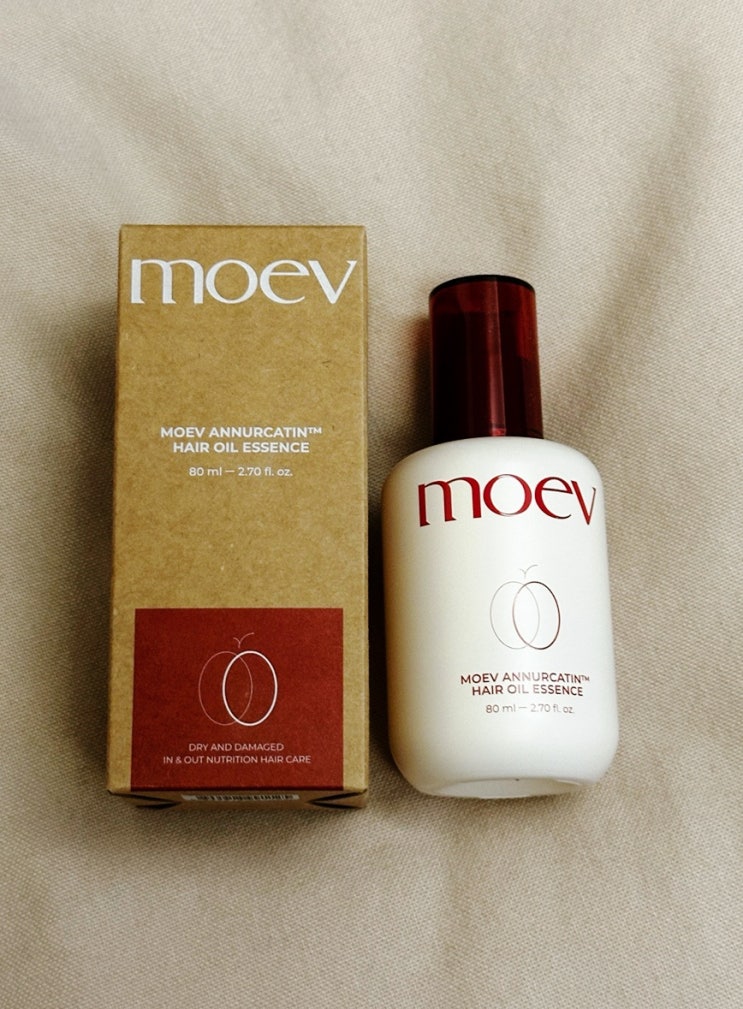 moev
MOEV ANNURCATIN™
HAIR OIL ESSENCE
80 ml — 2.70 fl. oz.
DRY AND DAMAGED
IN & OUT NUTRITION HAIR CARE
moev
MOEV ANNURCATIN™
HAIR OIL ESSENCE
80 ml — 2.70 fl. oz.